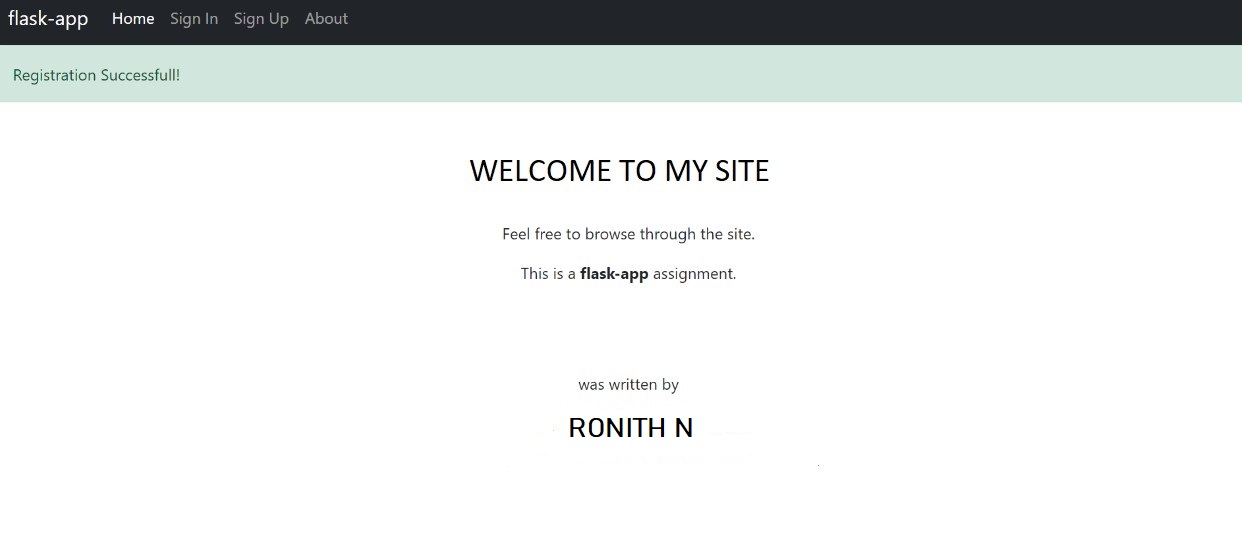 flask-app Home Sign In Sign Up About
Registration Successfull!
WELCOME TO MY SITE
Feel free to browse through the site.
This is a flask-app assignment.
was written by
RONITH N